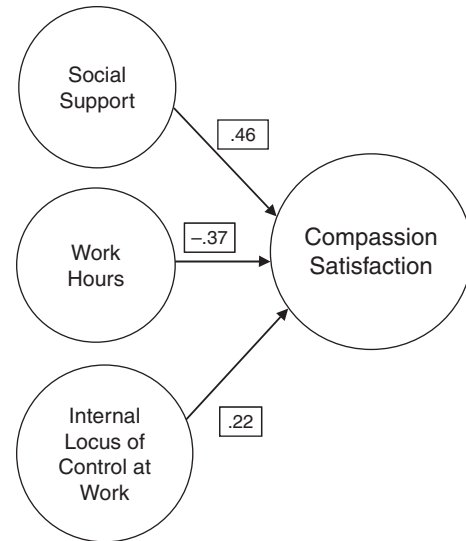 Social
Support
.46
–.37
Work
Hours
Compassion
Satisfaction
Internal
Locus of
Control at
Work
.22